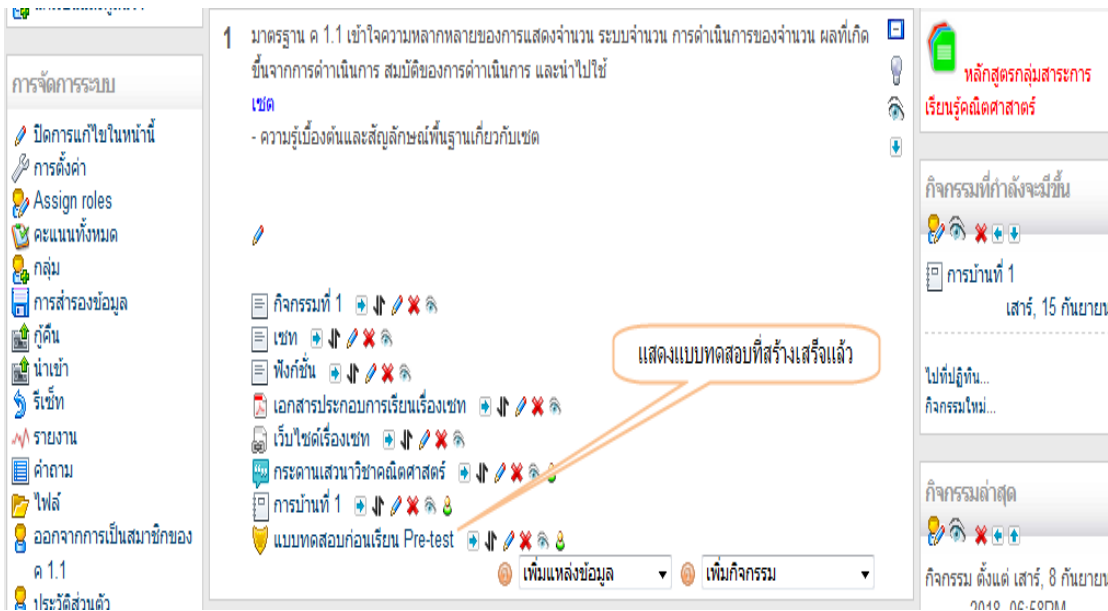 การจัดการระบบ
ปิดการแก้ไขในหน้านี้
การตั้งค่า
Assign roles
คะแนนทั้งหมด
กลุ่ม
การสำรองข้อมูล
กู้คืน
นำเข้า
รีเซ็ท
รายงาน
คำถาม
ไฟล์
ออกจากการเป็นสมาชิกของ
ค 1.1
ประวัติส่วนตัว
1 มาตรฐาน ค 1.1 เข้าใจความหลากหลายของการแสดงจำนวน ระบบจำนวน การดำเนินการของจำนวน ผลที่เกิด
ขึ้นจากการดำาเนินการ สมบัติของการดำาเนินการ และนำาไปใช้
เซต
- ความรู้เบื้องต้นและสัญลักษณ์พื้นฐานเกี่ยวกับเซต
กิจกรรมที่ 1
เซท
ฟังก์ชั่น
เอกสารประกอบการเรียนเรื่องเซท
เว็บไซด์เรื่องเซท
กระดานเสวนาวิชาคณิตศาสตร์
การบ้านที่ 1
แบบทดสอบก่อนเรียน Pre-test
เพิ่มแหล่งข้อมูล
เพิ่มกิจกรรม
แสดงแบบทดสอบที่สร้างเสร็จแล้ว
หลักสูตรกลุ่มสาระการ
เรียนรู้คณิตศาสาตร์
กิจกรรมที่กำลังจะมีขึ้น
การบ้านที่ 1
เสาร์, 15 กันยายน
ไปที่ปฏิทิน...
กิจกรรมใหม่...
กิจกรรมล่าสุด
กิจกรรม ตั้งแต่ เสาร์, 8 กันยายน
2018, 06:58PM